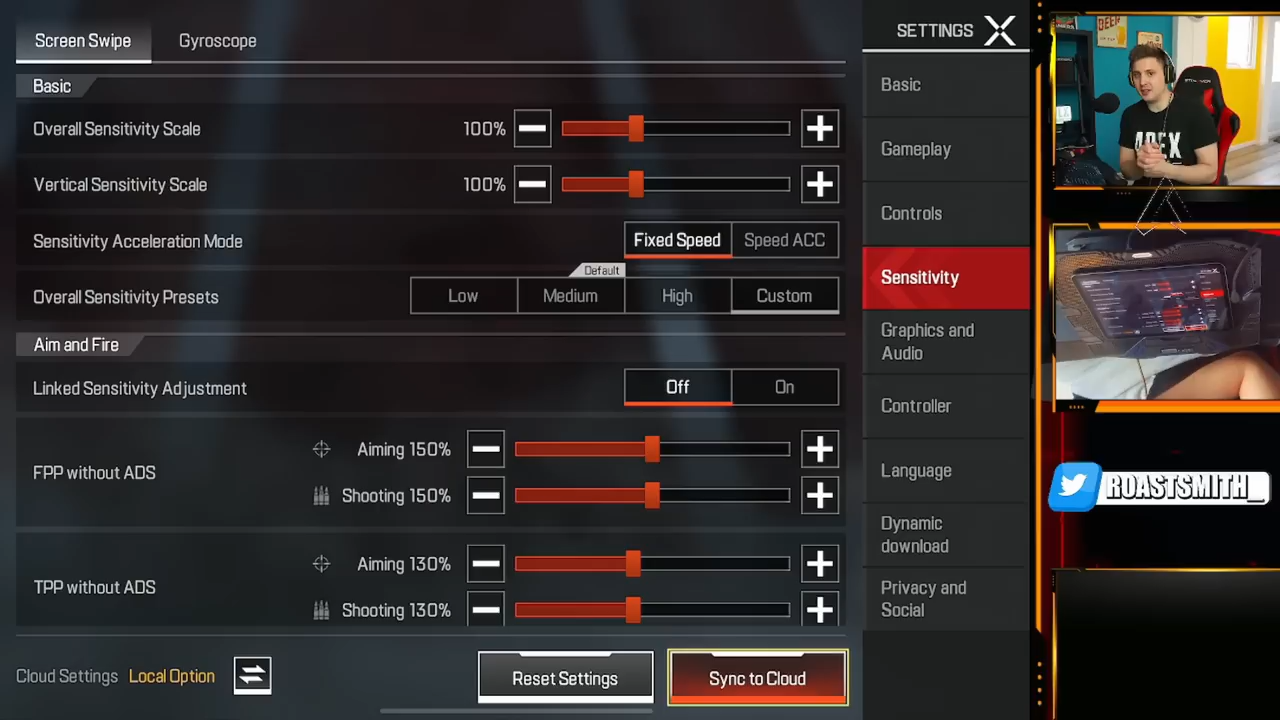 Screen Swipe
Gyroscope
Basic
Overall Sensitivity Scale
100%
Vertical Sensitivity Scale
100%
Sensitivity Acceleration Mode
Fixed Speed
Speed ACC
Default
Overall Sensitivity Presets
Low
Medium
High
Custom
Aim and Fire
Linked Sensitivity Adjustment
Off
On
FPP without ADS
Aiming 150%
Shooting 150%
TPP without ADS
Aiming 130%
Shooting 130%
Cloud Settings Local Option
Reset Settings
Sync to Cloud
SETTINGS
Basic
Gameplay
Controls
Sensitivity
Graphics and
Audio
Controller
Language
Dynamic
download
Privacy and
Social
DEEP
APEX
ROASTSMITH_